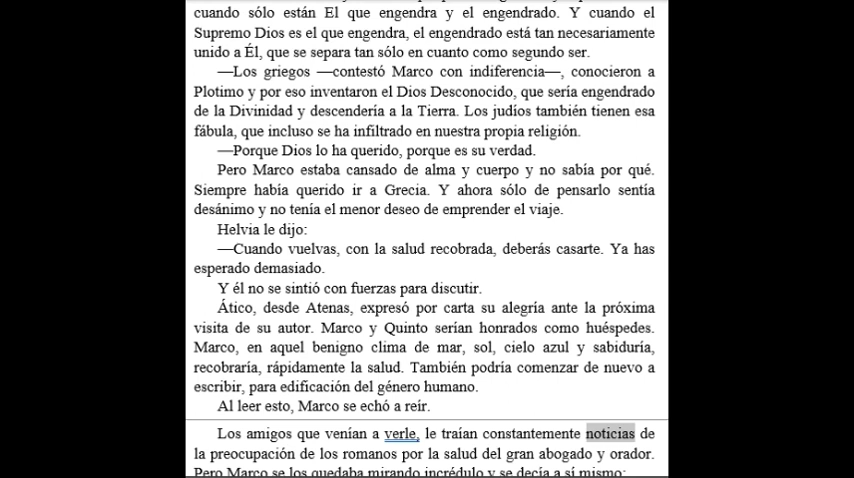 cuando sólo están El que engendra y el engendrado. Y cuando el
Supremo Dios es el que engendra, el engendrado está tan necesariamente
unido a Él, que se separa tan sólo en cuanto como segundo ser.
—Los griegos —contestó Marco con indiferencia—, conocieron a
Plotimo y por eso inventaron el Dios Desconocido, que sería engendrado
de la Divinidad y descendería a la Tierra. Los judíos también tienen esa
fábula, que incluso se ha infiltrado en nuestra propia religión.
—Porque Dios lo ha querido, porque es su verdad.
Pero Marco estaba cansado de alma y cuerpo y no sabía por qué.
Siempre había querido ir a Grecia. Y ahora sólo de pensarlo sentía
desánimo y no tenía el menor deseo de emprender el viaje.
Helvia le dijo:
—Cuando vuelvas, con la salud recobrada, deberás casarte. Ya has
esperado demasiado.
Y él no se sintió con fuerzas para discutir.
Ático, desde Atenas, expresó por carta su alegría ante la próxima
visita de su autor. Marco y Quinto serían honrados como huéspedes.
Marco, en aquel benigno clima de mar, sol, cielo azul y sabiduría,
recobraría, rápidamente la salud. También podría comenzar de nuevo a
escribir, para edificación del género humano.
Al leer esto, Marco se echó a reír.
Los amigos que venían a verle, le traían constantemente noticias de
la preocupación de los romanos por la salud del gran abogado y orador.
Pero Marco se los quedaba mirando incrédulo y se decía a sí mismo: